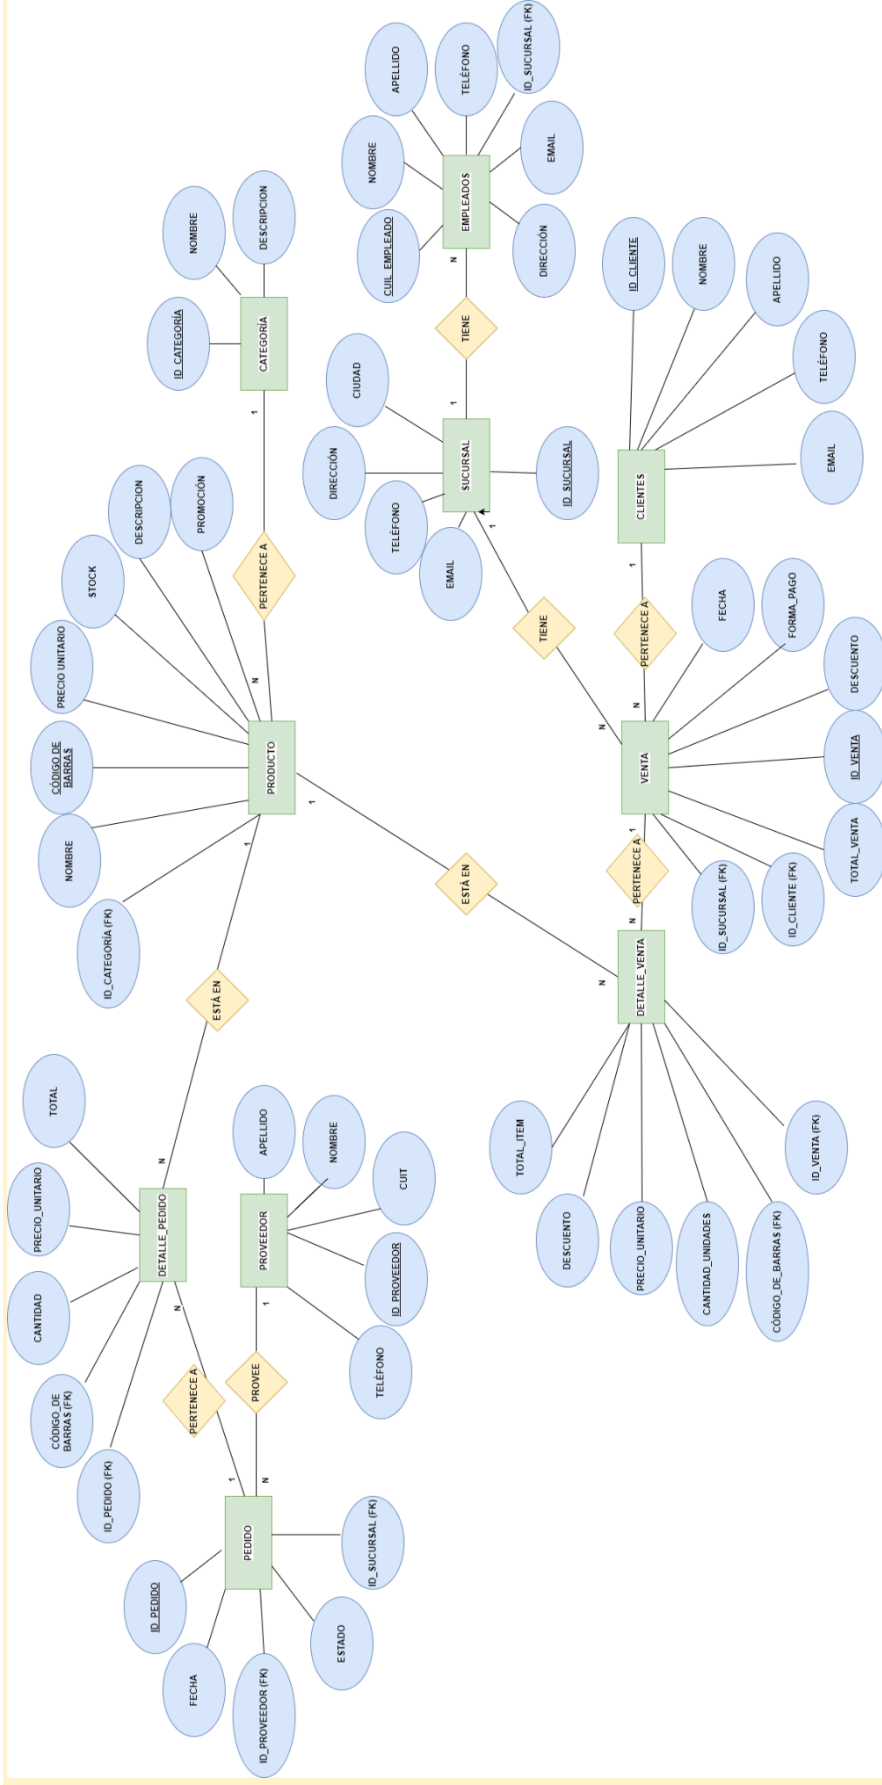 FECHA
ID_PEDIDO
ID_PROVEEDOR (FK)
ESTADO
ID_SUCURSAL (FK)
PEDIDO
1
N
PERTENECE A
N
PROVEE
1
ID_PEDIDO (FK)
CÓDIGO_DE
BARRAS (FK)
CANTIDAD
PRECIO_UNITARIO
TOTAL
DETALLE_PEDIDO
N
ESTÁ EN
1
APELLIDO
NOMBRE
CUIT
ID_PROVEEDOR
TELÉFONO
PROVEEDOR
ID_CATEGORÍA (FK)
NOMBRE
CÓDIGO DE
BARRAS
PRECIO UNITARIO
STOCK
DESCRIPCION
PROMOCIÓN
PRODUCTO
N
PERTENECE A
1
ID_CATEGORÍA
NOMBRE
DESCRIPCION
CATEGORÍA
1
ESTÁ EN
N
DIRECCIÓN
CIUDAD
TELÉFONO
EMAIL
ID_SUCURSAL
SUCURSAL
1
TIENE
N
CUIL_EMPLEADO
NOMBRE
APELLIDO
TELÉFONO
ID_SUCURSAL (FK)
EMAIL
DIRECCIÓN
EMPLEADOS
1
TIENE
N
TOTAL_ITEM
DESCUENTO
PRECIO_UNITARIO
CANTIDAD_UNIDADES
CÓDIGO_DE_BARRAS (FK)
ID_VENTA (FK)
DETALLE_VENTA
N
PERTENECE A
1
VENTA
ID_SUCURSAL (FK)
ID_CLIENTE (FK)
TOTAL_VENTA
ID_VENTA
DESCUENTO
FORMA_PAGO
FECHA
N
PERTENECE A
1
CLIENTES
ID_CLIENTE
NOMBRE
APELLIDO
TELÉFONO
EMAIL